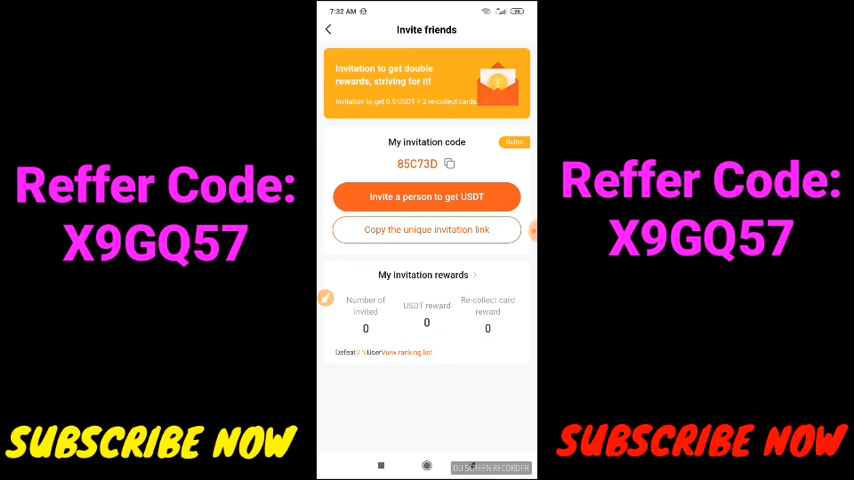 7:32 AM
Invite friends
Invitation to get double
rewards, striving for it!
Invitation to get 0.5 USDT + 2 re-collect cards.
My invitation code
Rules
85C73D
Invite a person to get USDT
Copy the unique invitation link
My invitation rewards
Number of
invited
0
USDT reward
0
Re-collect card
reward
0
Defeat0 %UserView ranking list
DU SCREEN RECORDER
Reffer Code:
X9GQ57
SUBSCRIBE NOW
Reffer Code:
X9GQ57
SUBSCRIBE NOW